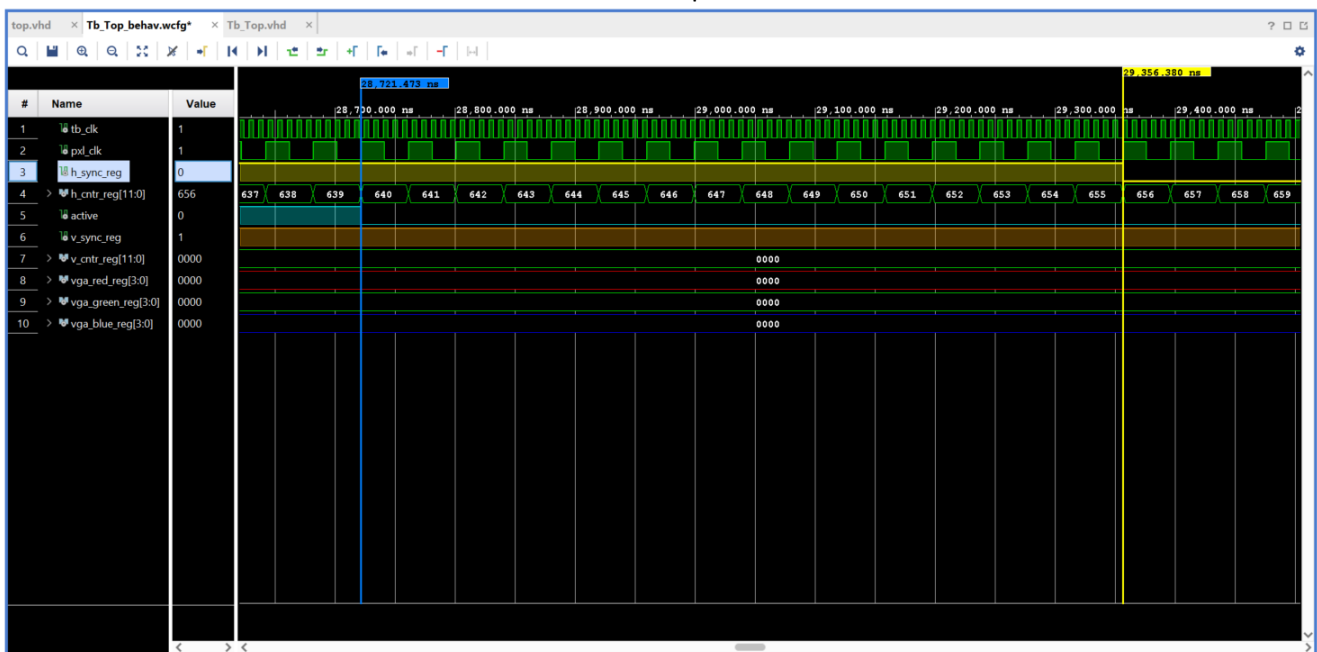 top.vhd × Tb_Top_behav.wcfg* × Tb_Top.vhd × ?
28,721.473 ns 29,356.380 ns
# Name Value 28,700.000 ns 28,800.000 ns 28,900.000 ns 29,000.000 ns 29,100.000 ns 29,200.000 ns 29,300.000 ns 29,400.000 ns
1 tb_clk 1
2 pxl_clk 1
3 h_sync_reg 0
4 > h_cntr_reg[11:0] 656 637 638 639 640 641 642 643 644 645 646 647 648 649 650 651 652 653 654 655 656 657 658 659
5 active 0
6 v_sync_reg 1
7 > v_cntr_reg[11:0] 0000 0000
8 > vga_red_reg[3:0] 0000 0000
9 > vga_green_reg[3:0] 0000 0000
10 > vga_blue_reg[3:0] 0000 0000